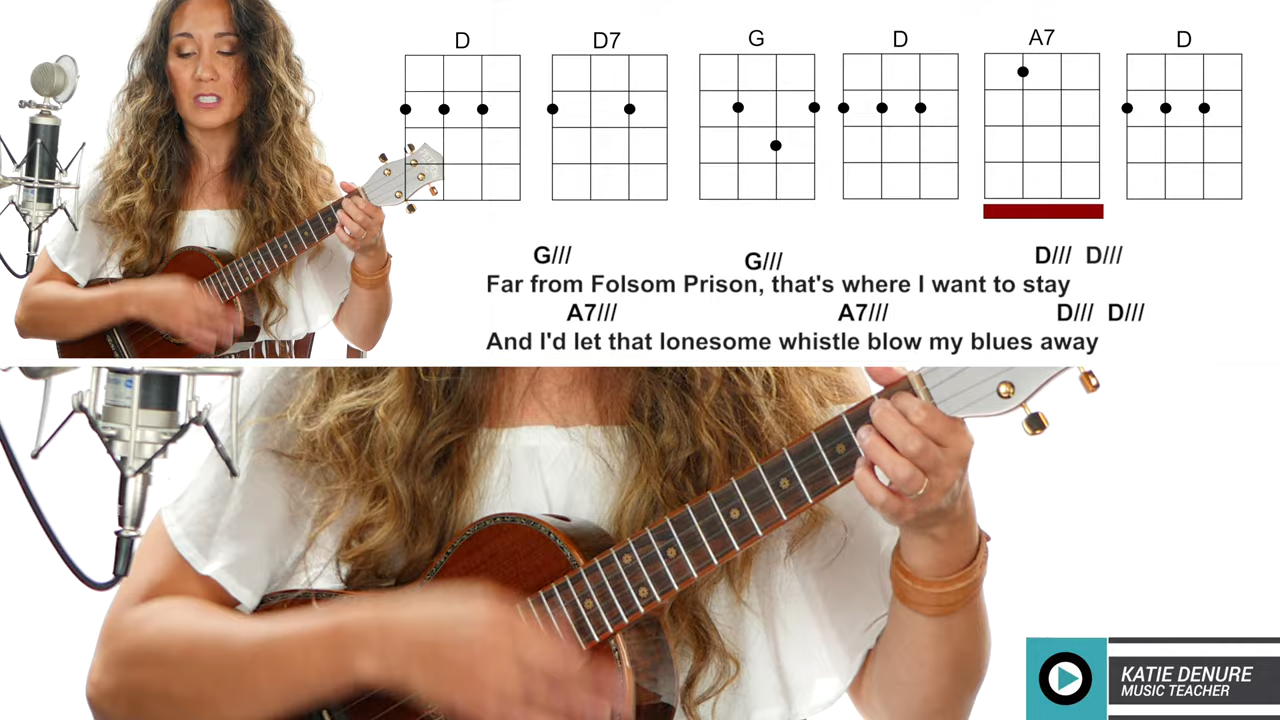 D D7 G D A7 D
G/// G/// D/// D///
Far from Folsom Prison, that's where I want to stay
A7/// A7/// D/// D///
And I'd let that lonesome whistle blow my blues away
KATIE DENURE
MUSIC TEACHER